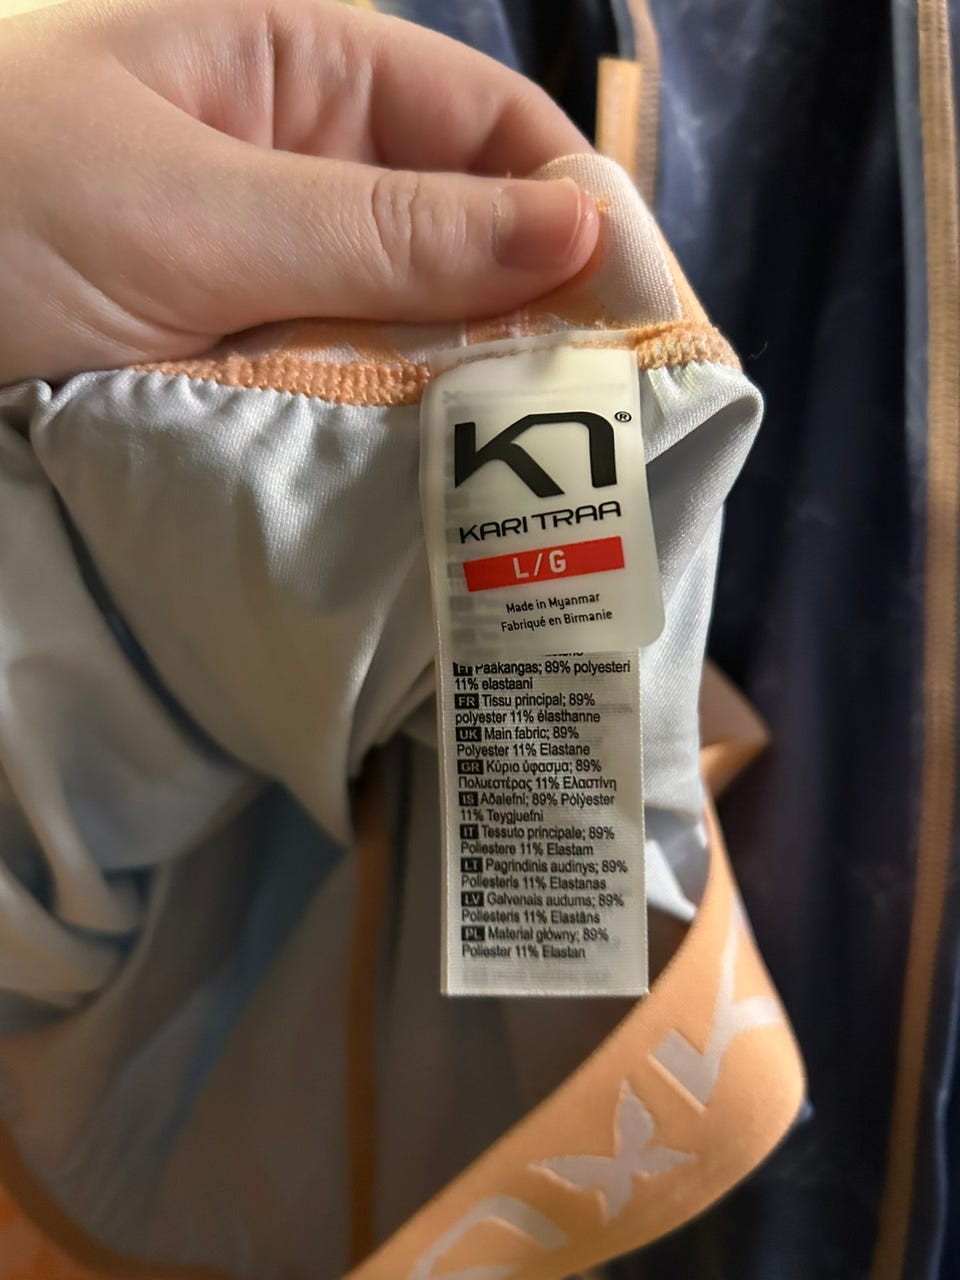 KARI TRAA
L/G
Made in Myanmar
Fabriqué en Birmanie
FI Pääkangas; 89% polyesteri
11% elastaani
FR Tissu principal; 89%
polyester 11% élasthanne
UK Main fabric; 89%
Polyester 11% Elastane
GR Κύριο ύφασμα; 89%
Πολυεστέρας 11% Ελαστίνη
IS Aðalefni; 89% Pólýester
11% Teygjuefni
IT Tessuto principale; 89%
Poliestere 11% Elastam
LT Pagrindinis audinys; 89%
Poliesteris 11% Elastanas
LV Galvenais audums; 89%
Poliesteris 11% Elastāns
PL Materiał główny; 89%
Poliester 11% Elastan